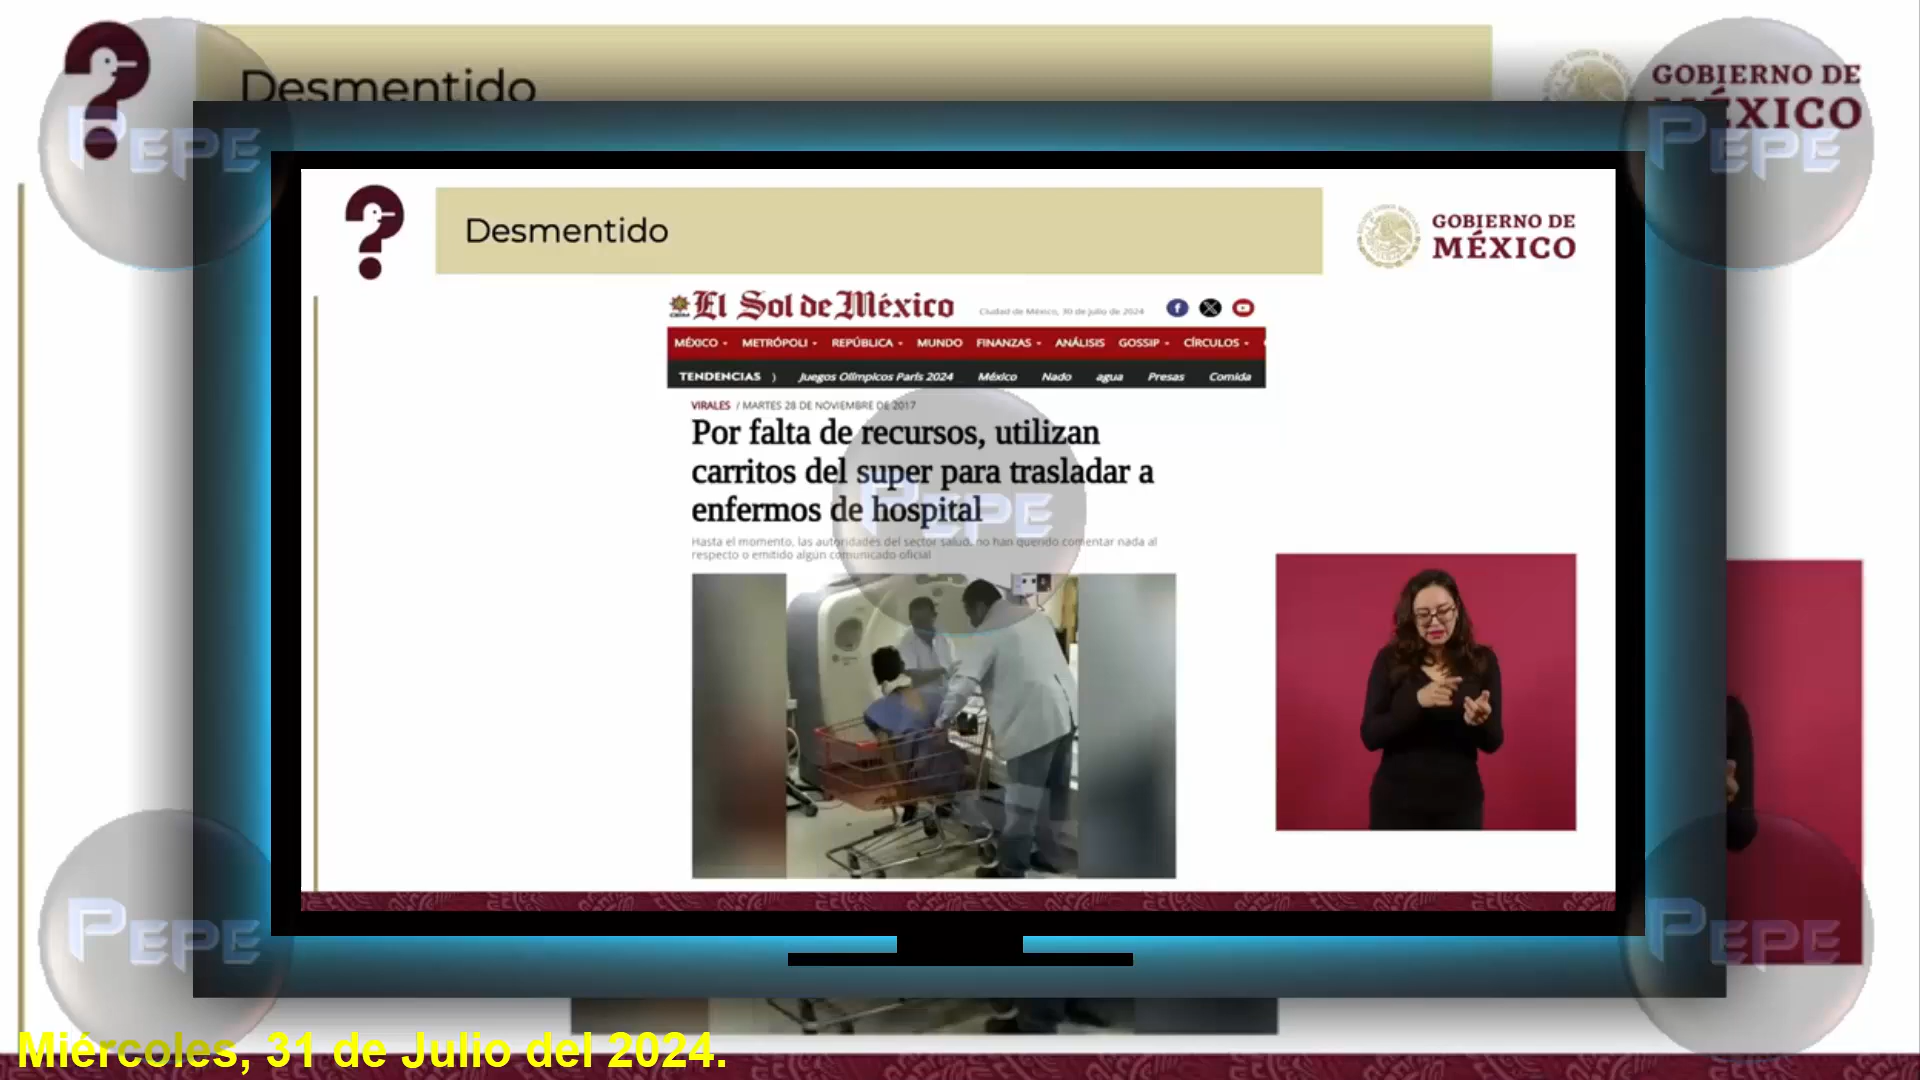 Desmentido
GOBIERNO DE
MÉXICO
PEPE
PEPE
Desmentido
GOBIERNO DE
MÉXICO
El Sol de México
Ciudad de México, 30 de julio de 2024
MÉXICO
METRÓPOLI
REPÚBLICA
MUNDO
FINANZAS
ANÁLISIS
GOSSIP
CÍRCULOS
TENDENCIAS
Juegos Olímpicos París 2024
México
Nado
agua
Presas
Comida
VIRALES / MARTES 28 DE NOVIEMBRE DE 2017
Por falta de recursos, utilizan
carritos del super para trasladar a
enfermos de hospital
PEPE
Hasta el momento, las autoridades del sector salud, no han querido comentar nada al
respecto o emitido algún comunicado oficial
PEPE
PEPE
Miércoles, 31 de Julio del 2024.